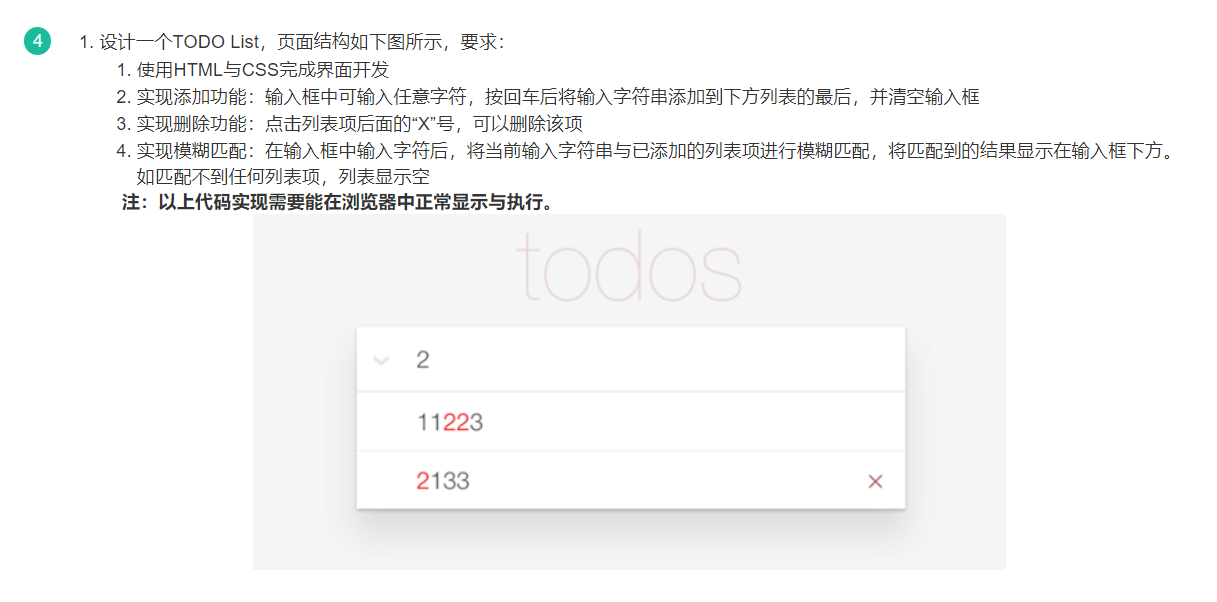 4
1. 设计一个TODO List，页面结构如下图所示，要求：
1. 使用HTML与CSS完成界面开发
2. 实现添加功能：输入框中可输入任意字符，按回车后将输入字符串添加到下方列表的最后，并清空输入框
3. 实现删除功能：点击列表项后面的“X”号，可以删除该项
4. 实现模糊匹配：在输入框中输入字符后，将当前输入字符串与已添加的列表项进行模糊匹配，将匹配到的结果显示在输入框下方。
如匹配不到任何列表项，列表显示空
注：以上代码实现需要能在浏览器中正常显示与执行。
todos
2
11223
2133